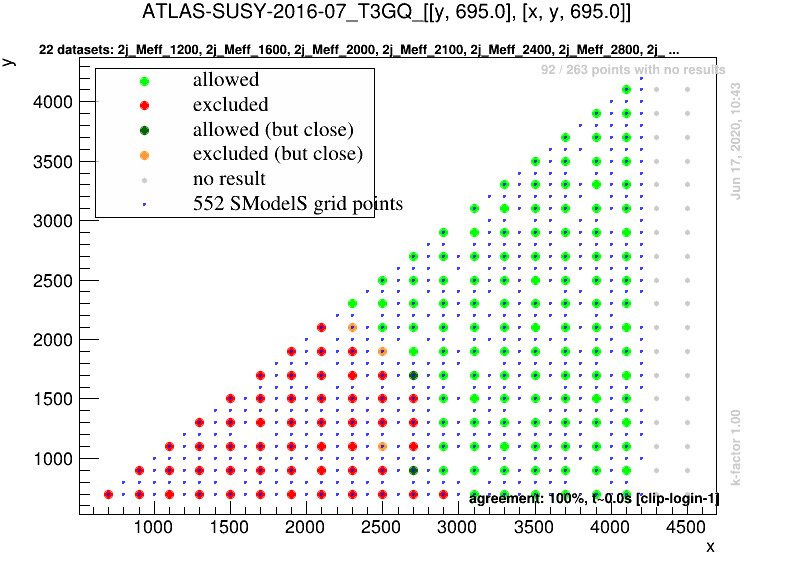 ATLAS-SUSY-2016-07_T3GQ_[[y, 695.0], [x, y, 695.0]]
22 datasets: 2j_Meff_1200, 2j_Meff_1600, 2j_Meff_2000, 2j_Meff_2100, 2j_Meff_2400, 2j_Meff_2800, 2j_ ...
y
92 / 263 points with no results
allowed
excluded
allowed (but close)
excluded (but close)
no result
552 SModelS grid points
4000
3500
3000
2500
2000
1500
1000
Jun 17, 2020, 10:43
k-factor 1.00
agreement: 100%, t~0.0s [clip-login-1]
1000 1500 2000 2500 3000 3500 4000 4500
x